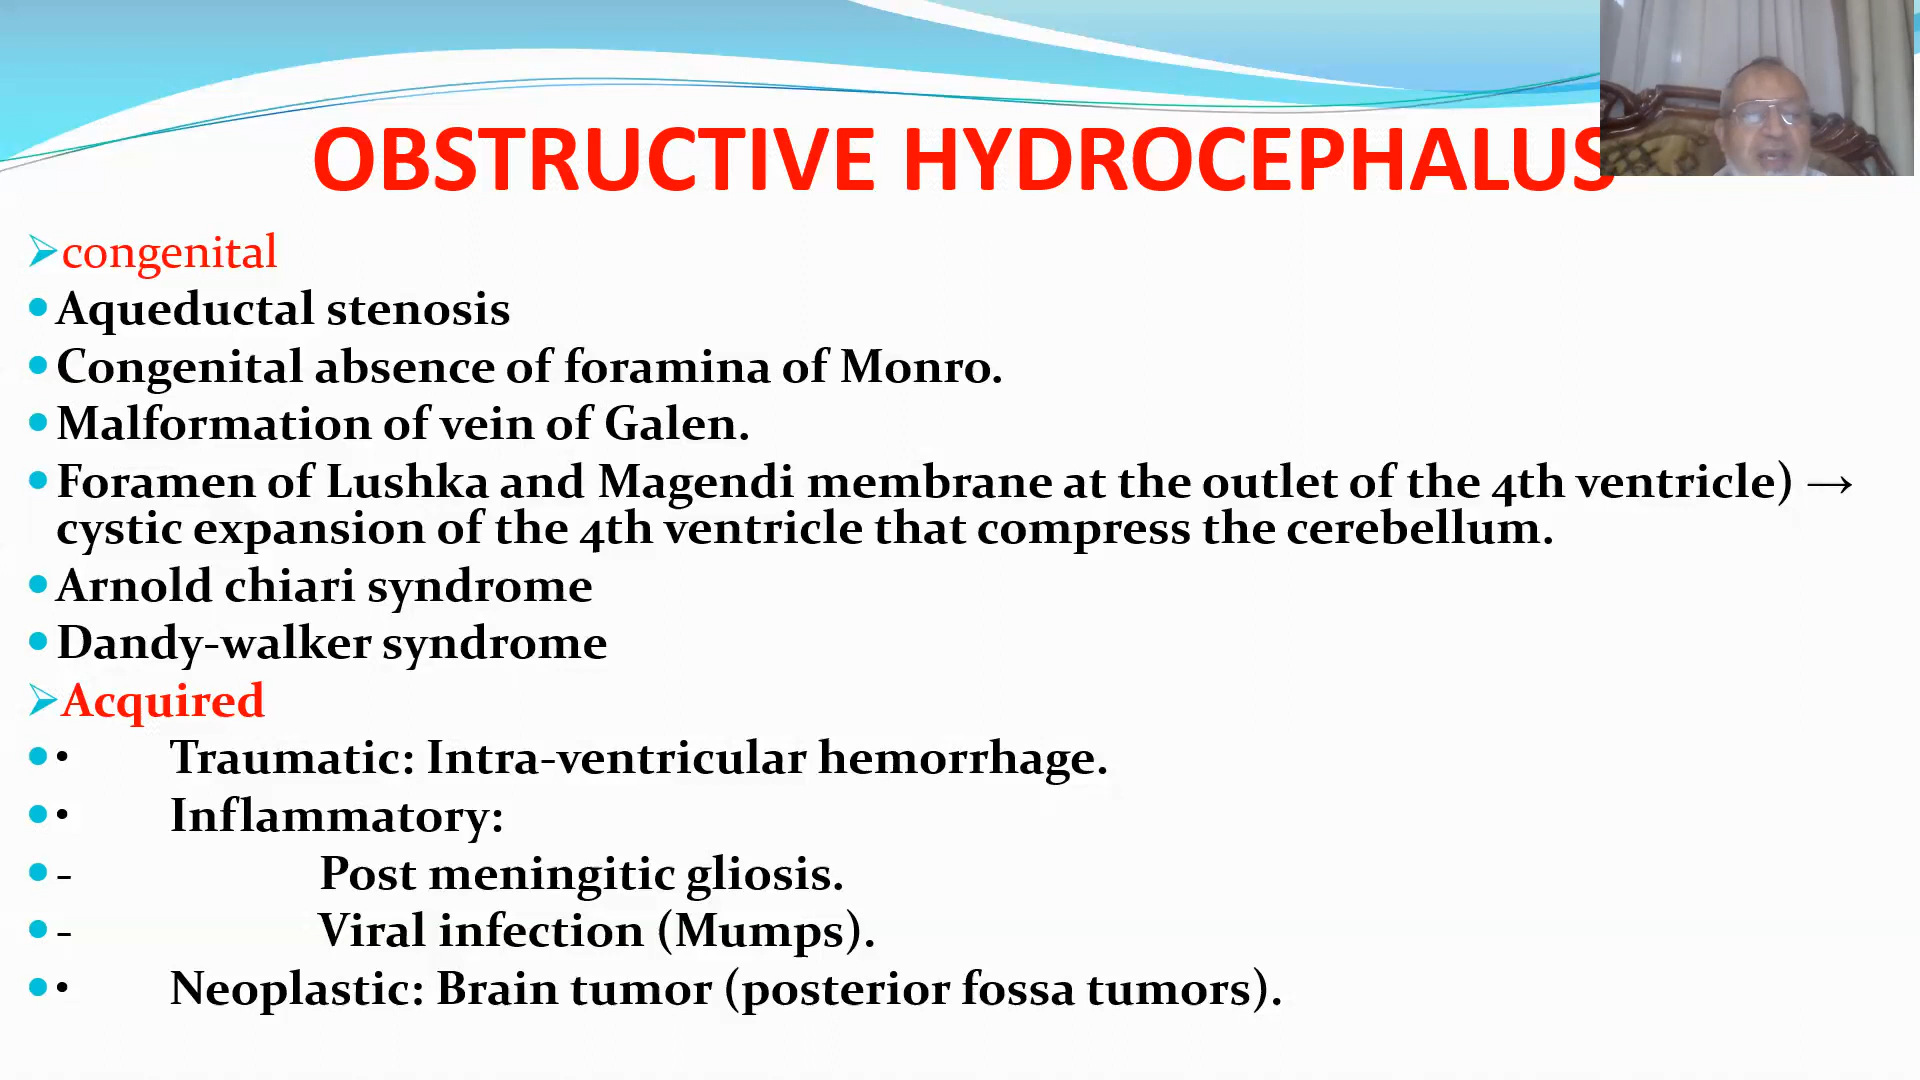 OBSTRUCTIVE HYDROCEPHALUS
➢congenital
•Aqueductal stenosis
•Congenital absence of foramina of Monro.
•Malformation of vein of Galen.
•Foramen of Lushka and Magendi membrane at the outlet of the 4th ventricle) →
cystic expansion of the 4th ventricle that compress the cerebellum.
•Arnold chiari syndrome
•Dandy-walker syndrome
➢Acquired
•• Traumatic: Intra-ventricular hemorrhage.
•• Inflammatory:
•- Post meningitic gliosis.
•- Viral infection (Mumps).
•• Neoplastic: Brain tumor (posterior fossa tumors).